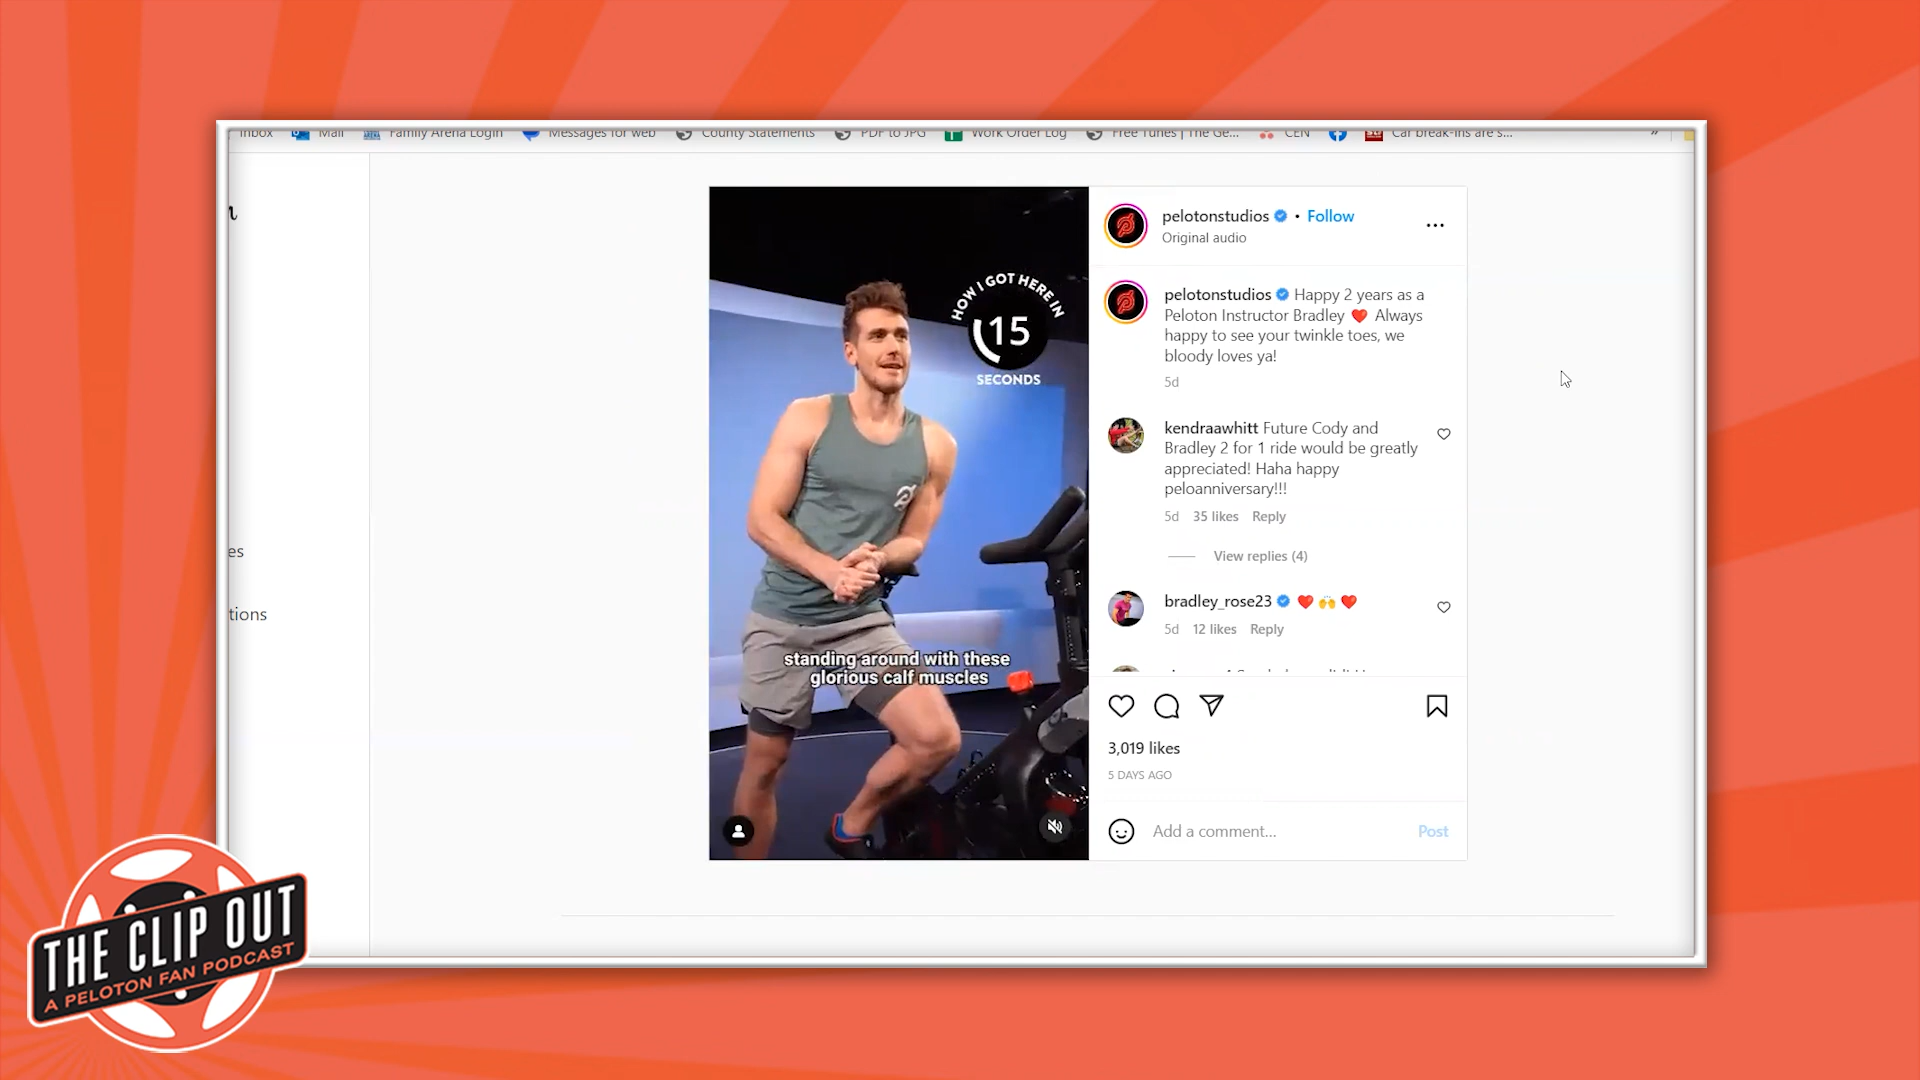 Inbox Mail Family Arena Login Messages for web County Statements PDF to JPG Work Order Log Free Tunes | The Ge... CEN Car break-ins are s... »
es
tions
HOW I GOT HERE IN
15
SECONDS
standing around with these
glorious calf muscles
pelotonstudios • Follow
Original audio
pelotonstudios Happy 2 years as a
Peloton Instructor Bradley ❤️ Always
happy to see your twinkle toes, we
bloody loves ya!
5d
kendraawhitt Future Cody and
Bradley 2 for 1 ride would be greatly
appreciated! Haha happy
peloanniversary!!!
5d 35 likes Reply
View replies (4)
bradley_rose23 ❤️🙌❤️
5d 12 likes Reply
3,019 likes
5 DAYS AGO
Add a comment... Post
THE CLIP OUT
A PELOTON FAN PODCAST